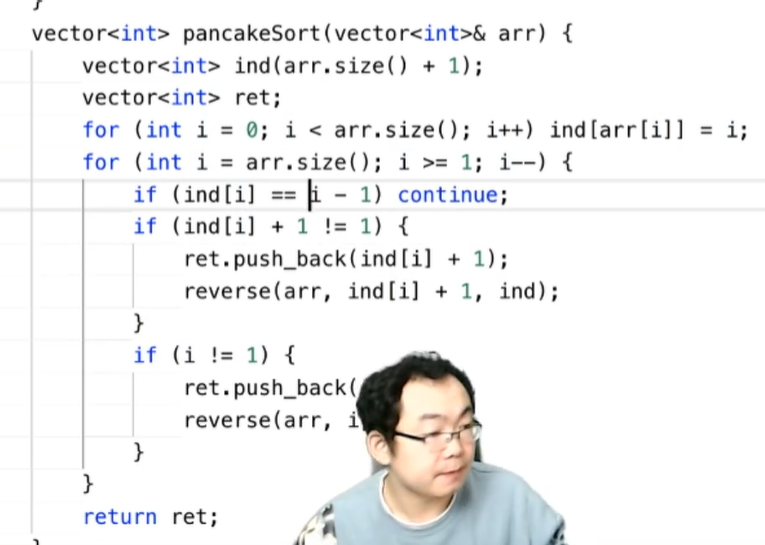 }
vector<int> pancakeSort(vector<int>& arr) {
vector<int> ind(arr.size() + 1);
vector<int> ret;
for (int i = 0; i < arr.size(); i++) ind[arr[i]] = i;
for (int i = arr.size(); i >= 1; i--) {
if (ind[i] == i - 1) continue;
if (ind[i] + 1 != 1) {
ret.push_back(ind[i] + 1);
reverse(arr, ind[i] + 1, ind);
}
if (i != 1) {
ret.push_back(
reverse(arr, i
}
}
return ret;
}